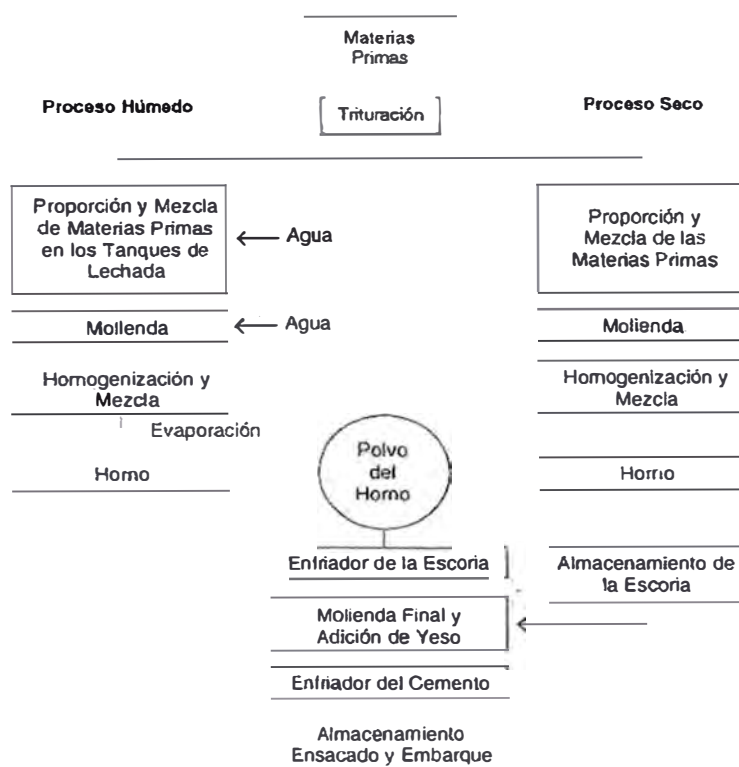 Materias
Primas
Proceso Húmedo
Trituración
Proceso Seco
Proporción y Mezcla
de Materias Primas
en los Tanques de
Lechada
Agua
Proporción y
Mezcla de las
Materias Primas
Molienda
Agua
Molienda
Homogenización y
Mezcla
Homogenización y
Mezcla
Evaporación
Horno
Polvo
del
Horno
Horno
Enfriador de la Escoria
Almacenamiento de
la Escoria
Molienda Final y
Adición de Yeso
Enfriador del Cemento
Almacenamiento
Ensacado y Embarque